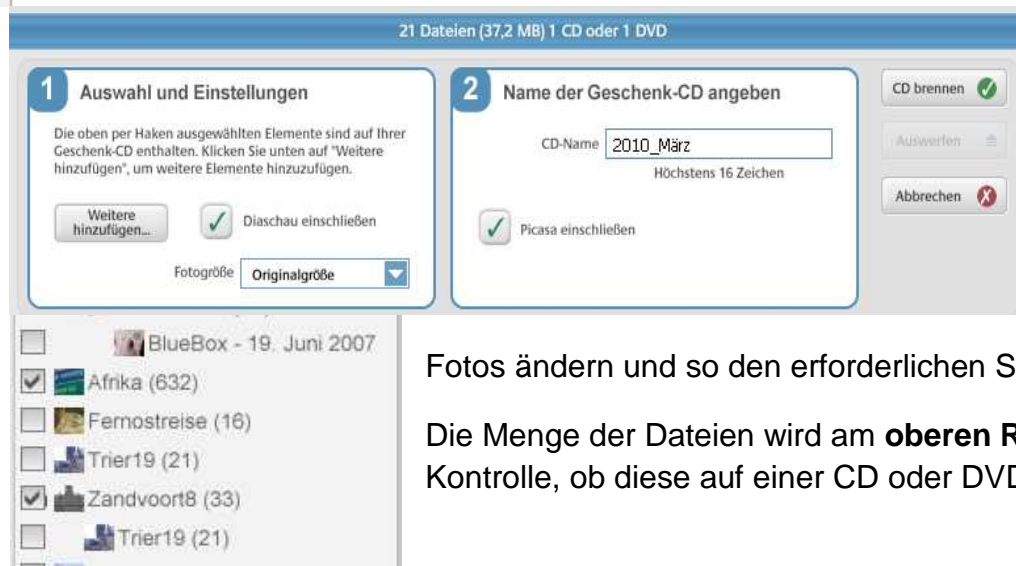 21 Dateien (37,2 MB) 1 CD oder 1 DVD
1 Auswahl und Einstellungen
Die oben per Haken ausgewählten Elemente sind auf Ihrer
Geschenk-CD enthalten. Klicken Sie unten auf "Weitere
hinzufügen", um weitere Elemente hinzuzufügen.
Weitere
hinzufügen...
Diaschau einschließen
Fotogröße Originalgröße
2 Name der Geschenk-CD angeben
CD-Name 2010_März
Höchstens 16 Zeichen
Picasa einschließen
CD brennen
Auswerfen
Abbrechen
BlueBox - 19. Juni 2007
Afrika (632)
Fernostreise (16)
Trier19 (21)
Zandvoort8 (33)
Trier19 (21)
Fotos ändern und so den erforderlichen S
Die Menge der Dateien wird am oberen R
Kontrolle, ob diese auf einer CD oder DVD